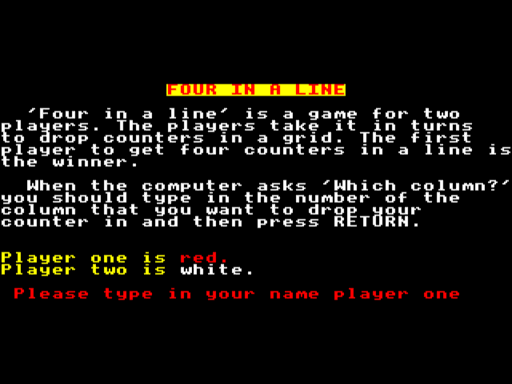 FOUR IN A LINE
'Four in a line' is a game for two
players. The players take it in turns
to drop counters in a grid. The first
player to get four counters in a line is
the winner.
When the computer asks 'Which column?'
you should type in the number of the
column that you want to drop your
counter in and then press RETURN.
Player one is red.
Player two is white.
Please type in your name player one